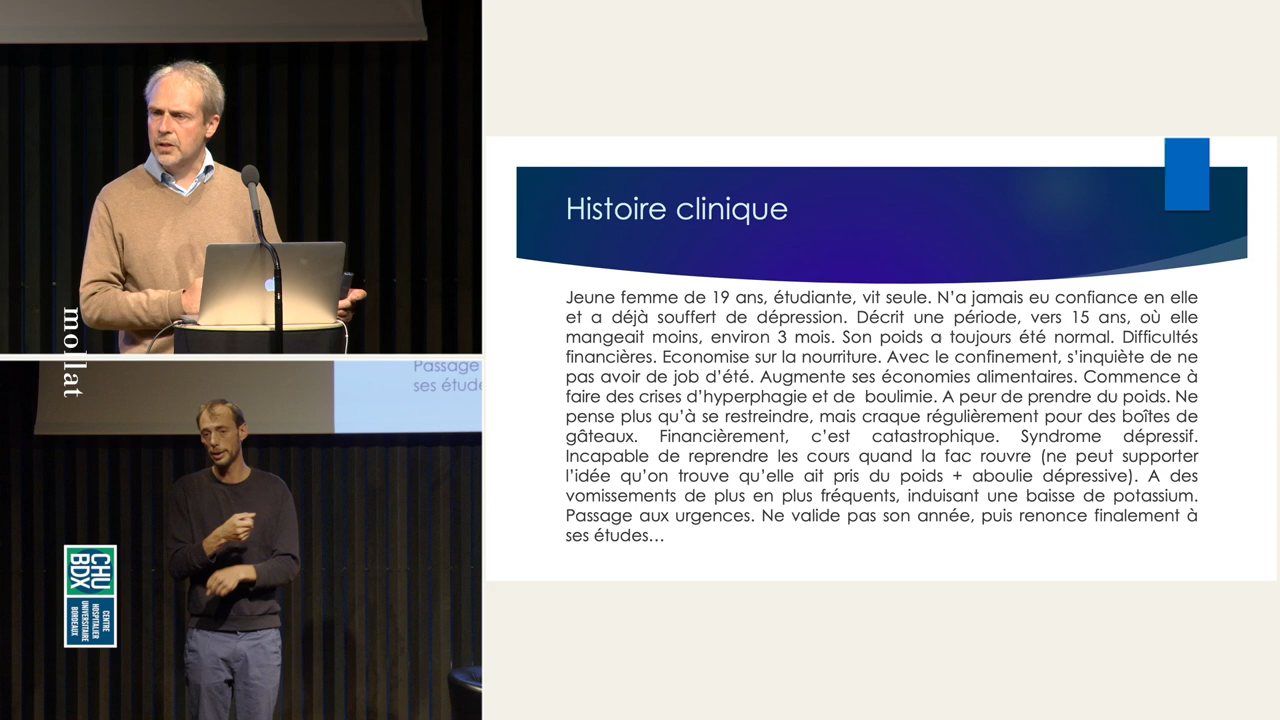 Histoire clinique
Jeune femme de 19 ans, étudiante, vit seule. N'a jamais eu confiance en elle
et a déjà souffert de dépression. Décrit une période, vers 15 ans, où elle
mangeait moins, environ 3 mois. Son poids a toujours été normal. Difficultés
financières. Economise sur la nourriture. Avec le confinement, s'inquiète de ne
pas avoir de job d'été. Augmente ses économies alimentaires. Commence à
faire des crises d'hyperphagie et de boulimie. A peur de prendre du poids. Ne
pense plus qu'à se restreindre, mais craque régulièrement pour des boîtes de
gâteaux. Financièrement, c'est catastrophique. Syndrome dépressif.
Incapable de reprendre les cours quand la fac rouvre (ne peut supporter
l'idée qu'on trouve qu'elle ait pris du poids + aboulie dépressive). A des
vomissements de plus en plus fréquents, induisant une baisse de potassium.
Passage aux urgences. Ne valide pas son année, puis renonce finalement à
ses études…
mollat
Passage
ses étude
CHU
BDX
CENTRE
HOSPITALIER
UNIVERSITAIRE
BORDEAUX